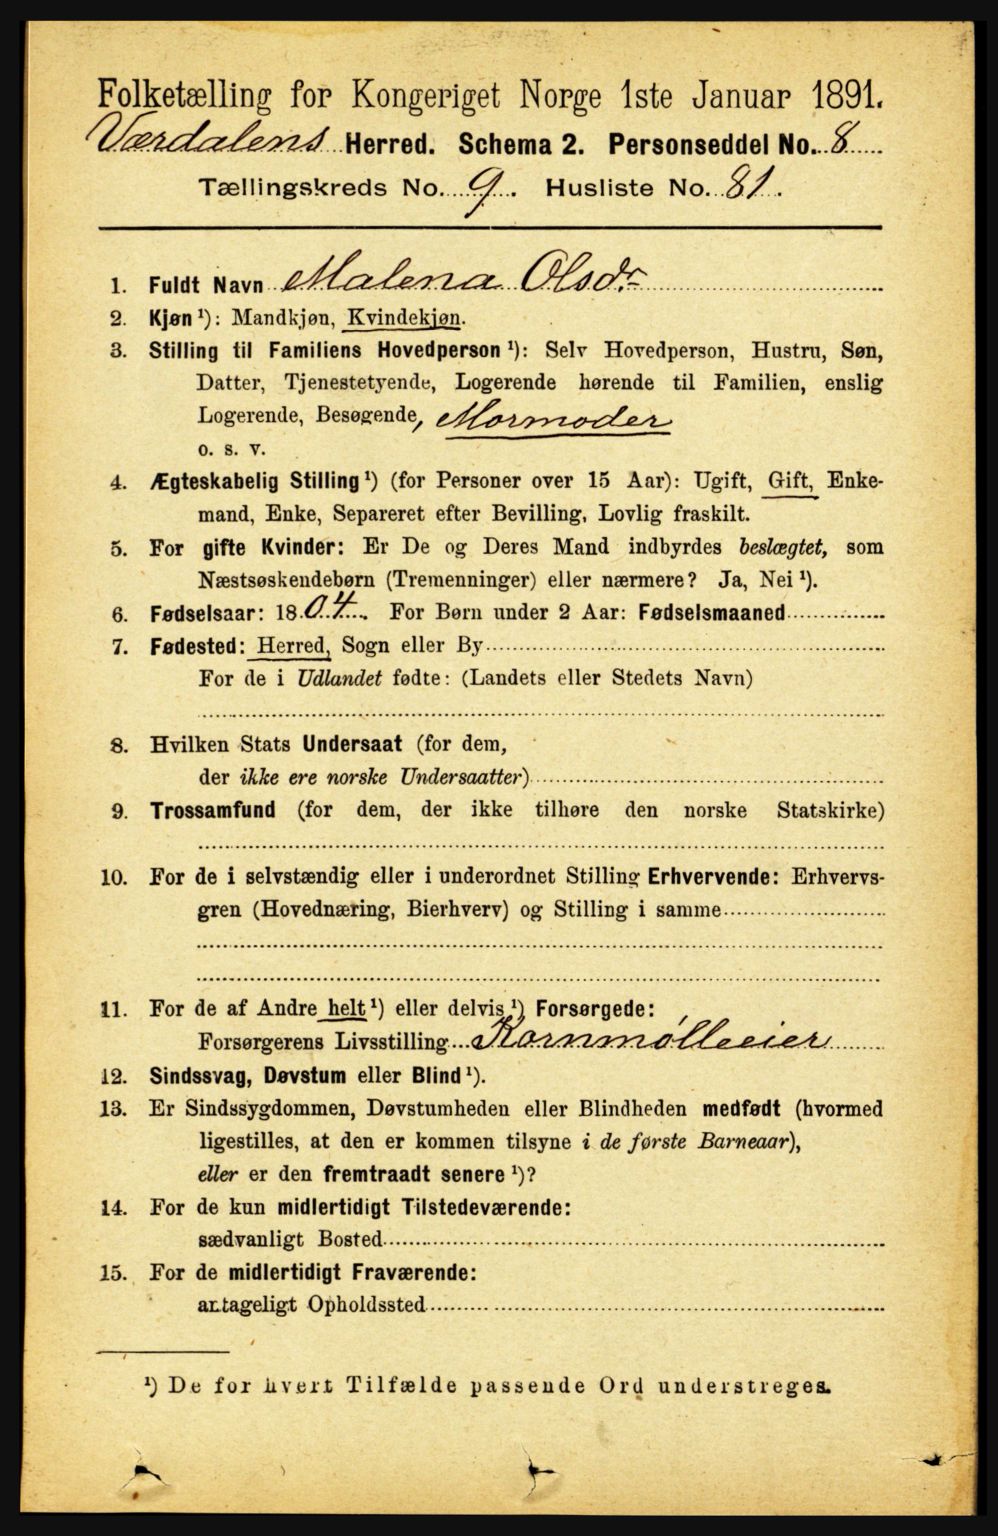 Folketælling for Kongeriget Norge 1ste Januar 1891.
Værdalens Herred. Schema 2. Personseddel No. 8
Tællingskreds No. 9. Husliste No. 81.
1. Fuldt Navn Malena Olsdr
2. Kjøn ¹): Mandkjøn, Kvindekjøn.
3. Stilling til Familiens Hovedperson ¹): Selv Hovedperson, Hustru, Søn,
Datter, Tjenestetyende, Logerende hørende til Familien, enslig
Logerende, Besøgende, Mormoder
o. s. v.
4. Ægteskabelig Stilling ¹) (for Personer over 15 Aar): Ugift, Gift, Enke-
mand, Enke, Separeret efter Bevilling, Lovlig fraskilt.
5. For gifte Kvinder: Er De og Deres Mand indbyrdes beslægtet, som
Næstsøskendebørn (Tremenninger) eller nærmere? Ja, Nei ¹).
6. Fødselsaar: 1804. For Børn under 2 Aar: Fødselsmaaned
7. Fødested: Herred, Sogn eller By
For de i Udlandet fødte: (Landets eller Stedets Navn)
8. Hvilken Stats Undersaat (for dem,
der ikke ere norske Undersaatter)
9. Trossamfund (for dem, der ikke tilhøre den norske Statskirke)
10. For de i selvstændig eller i underordnet Stilling Erhvervende: Erhvervs-
gren (Hovednæring, Bierhverv) og Stilling i samme
11. For de af Andre helt ¹) eller delvis ¹) Forsørgede:
Forsørgerens Livsstilling Kornmølleeier
12. Sindssvag, Døvstum eller Blind ¹).
13. Er Sindssygdommen, Døvstumheden eller Blindheden medfødt (hvormed
ligestilles, at den er kommen tilsyne i de første Barneaar),
eller er den fremtraadt senere ¹)?
14. For de kun midlertidigt Tilstedeværende:
sædvanligt Bosted
15. For de midlertidigt Fraværende:
antageligt Opholdssted
¹) De for hvert Tilfælde passende Ord understreges.